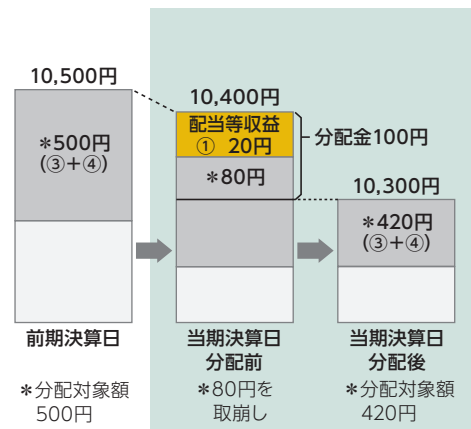 10,500円
＊500円
(③＋④)
前期決算日
＊分配対象額
500円
10,400円
配当等収益
① 20円
＊80円
分配金100円
当期決算日
分配前
＊80円を
取崩し
10,300円
＊420円
(③＋④)
当期決算日
分配後
＊分配対象額
420円